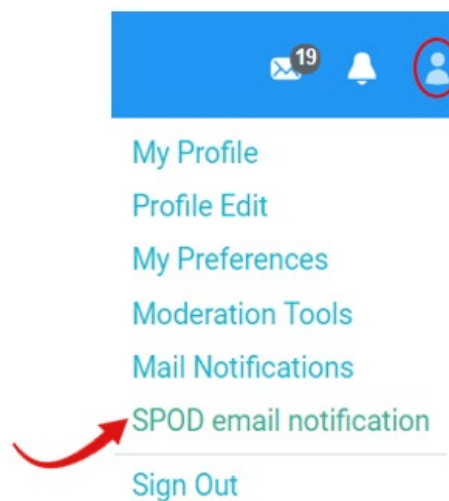 19
My Profile
Profile Edit
My Preferences
Moderation Tools
Mail Notifications
SPOD email notification
Sign Out